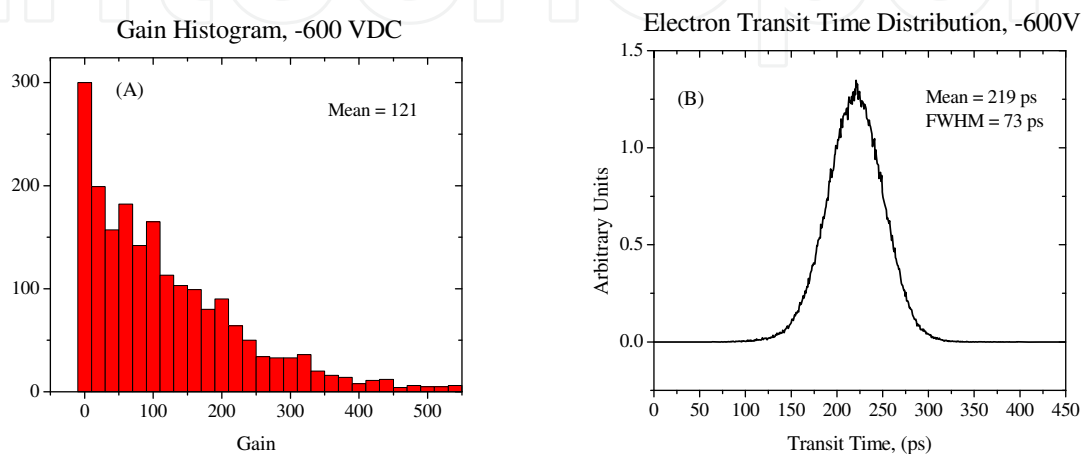 Gain Histogram, -600 VDC
(A)
Mean = 121
300
200
100
0
0 100 200 300 400 500
Gain
Electron Transit Time Distribution, -600V
(B)
Mean = 219 ps
FWHM = 73 ps
1.5
1.0
0.5
0.0
Arbitrary Units
0 50 100 150 200 250 300 350 400 450
Transit Time, (ps)